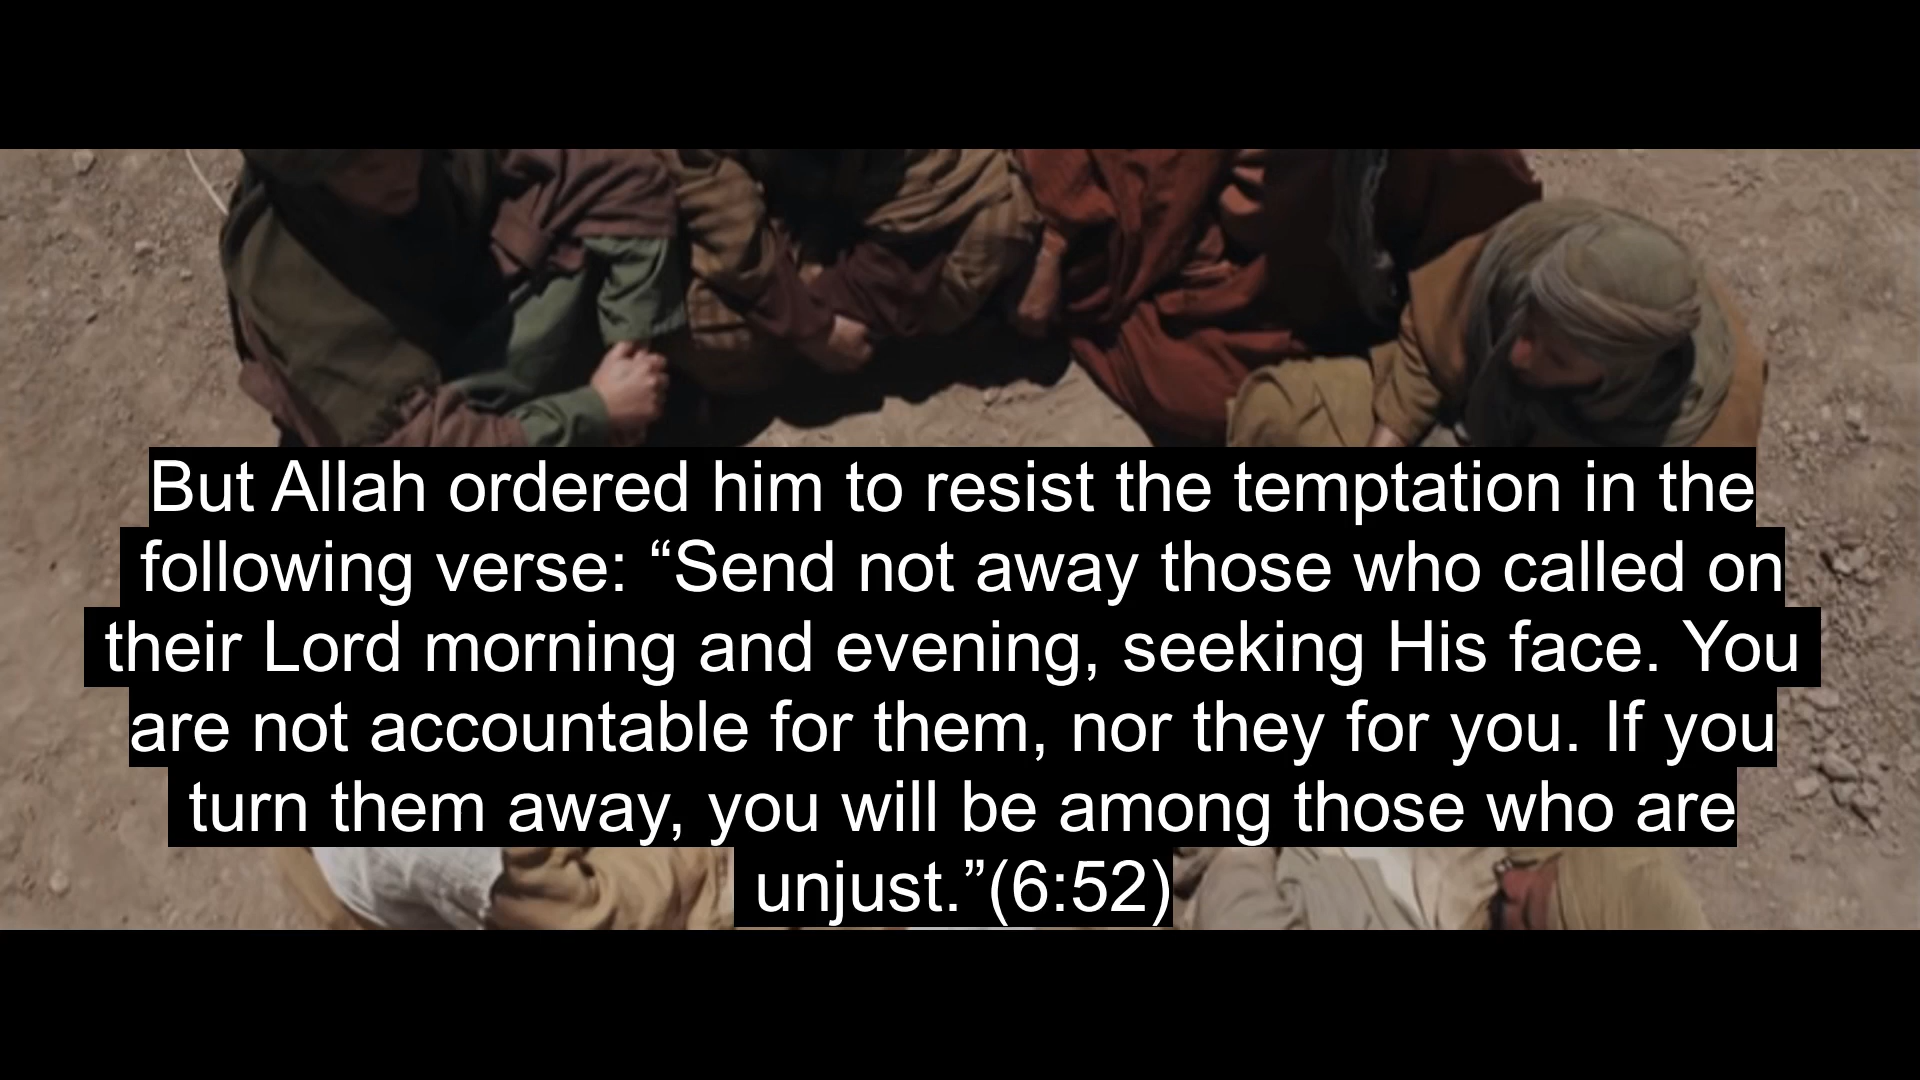 But Allah ordered him to resist the temptation in the
following verse: “Send not away those who called on
their Lord morning and evening, seeking His face. You
are not accountable for them, nor they for you. If you
turn them away, you will be among those who are
unjust.”(6:52)